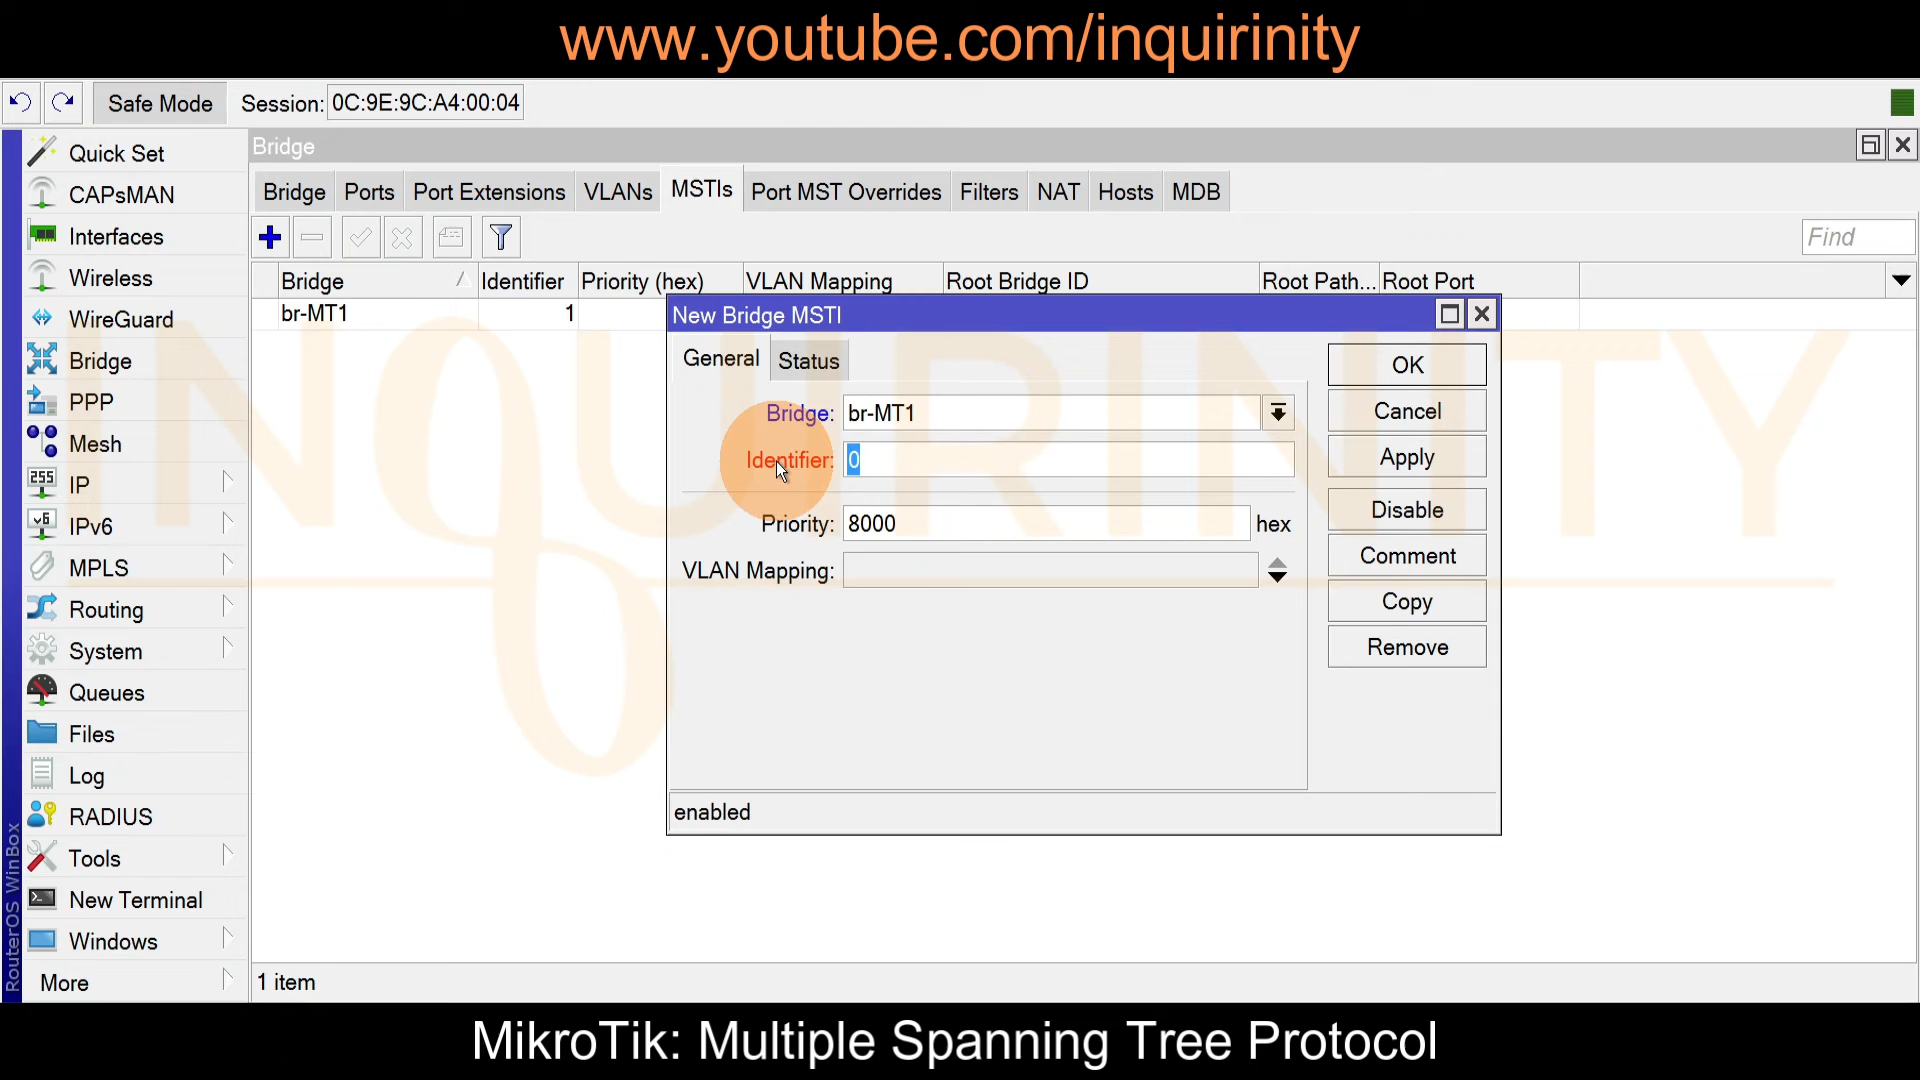 www.youtube.com/inquirinity
Safe Mode Session: 0C:9E:9C:A4:00:04
Bridge
Quick Set
CAPsMAN
Interfaces
Wireless
WireGuard
Bridge
PPP
Mesh
255 IP
v6 IPv6
MPLS
Routing
System
Queues
Files
Log
RADIUS
Tools
New Terminal
Windows
More
RouterOS WinBox
Bridge Ports Port Extensions VLANs MSTIs Port MST Overrides Filters NAT Hosts MDB
Find
Bridge Identifier Priority (hex) VLAN Mapping Root Bridge ID Root Path... Root Port
br-MT1 1
New Bridge MSTI
General Status
Bridge: br-MT1
Identifier: 0
Priority: 8000 hex
VLAN Mapping:
OK
Cancel
Apply
Disable
Comment
Copy
Remove
enabled
1 item
INQUIRINITY
MikroTik: Multiple Spanning Tree Protocol